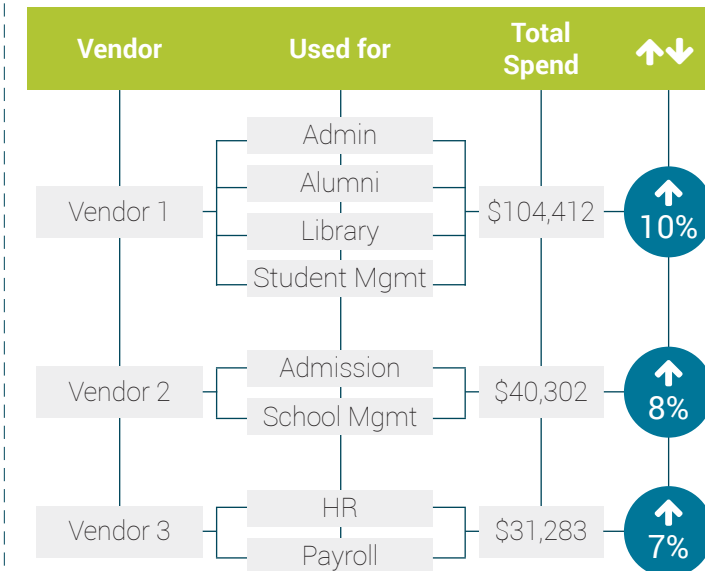 Vendor
Used for
Total
Spend
Vendor 1
Admin
Alumni
Library
Student Mgmt
$104,412
10%
Vendor 2
Admission
School Mgmt
$40,302
8%
Vendor 3
HR
Payroll
$31,283
7%